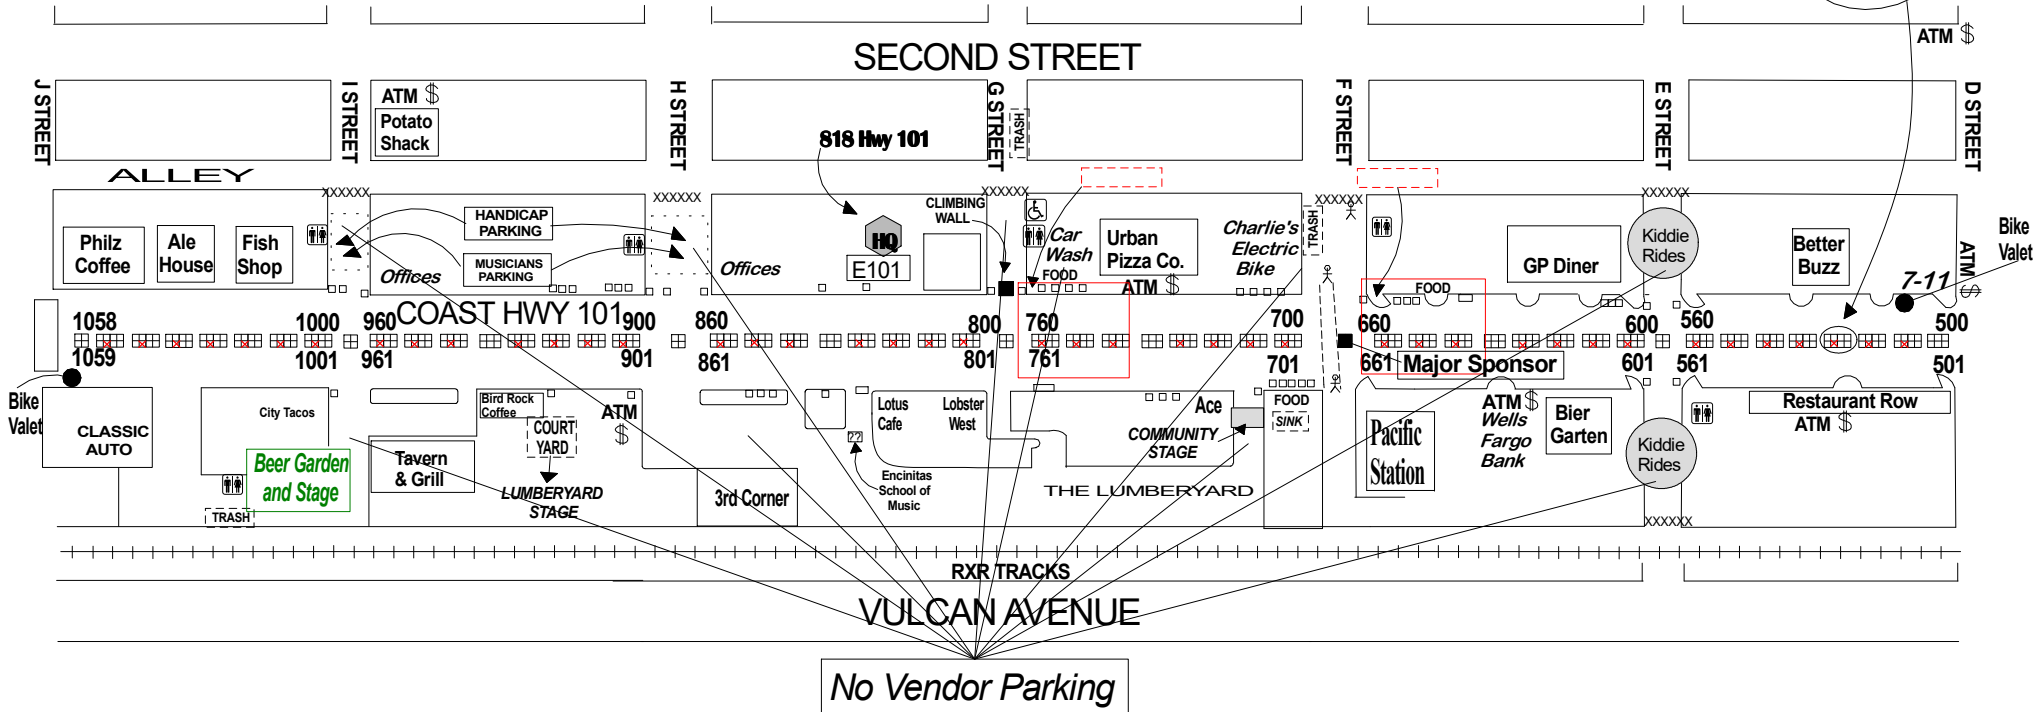 ATM $
SECOND STREET
J STREET
I STREET
H STREET
G STREET
F STREET
E STREET
D STREET
ATM $
Potato
Shack
TRASH
818 Hwy 101
ALLEY
XXXXXX
XXXXXX
XXXXXX
XXXXXX
XXXXXX
Philz
Coffee
Ale
House
Fish
Shop
HANDICAP
PARKING
MUSICIANS
PARKING
Offices
Offices
HQ
E101
CLIMBING
WALL
Car
Wash
FOOD
Urban
Pizza Co.
ATM $
Charlie's
Electric
Bike
TRASH
FOOD
GP Diner
Kiddie
Rides
Better
Buzz
7-11
ATM $
Bike
Valet
COAST HWY 101
1058
1000
960
900
860
800
760
700
660
600
560
500
1059
1001
961
901
861
801
761
701
661
601
561
501
Major Sponsor
Bike
Valet
CLASSIC
AUTO
City Tacos
Beer Garden
and Stage
TRASH
Bird Rock
Coffee
Tavern
& Grill
COURT
YARD
LUMBERYARD
STAGE
ATM
$
3rd Corner
??
Encinitas
School of
Music
Lotus
Cafe
Lobster
West
Ace
COMMUNITY
STAGE
THE LUMBERYARD
FOOD
SINK
Pacific
Station
ATM $
Wells
Fargo
Bank
Bier
Garten
Kiddie
Rides
XXXXXX
Restaurant Row
ATM $
RXR TRACKS
VULCAN AVENUE
No Vendor Parking